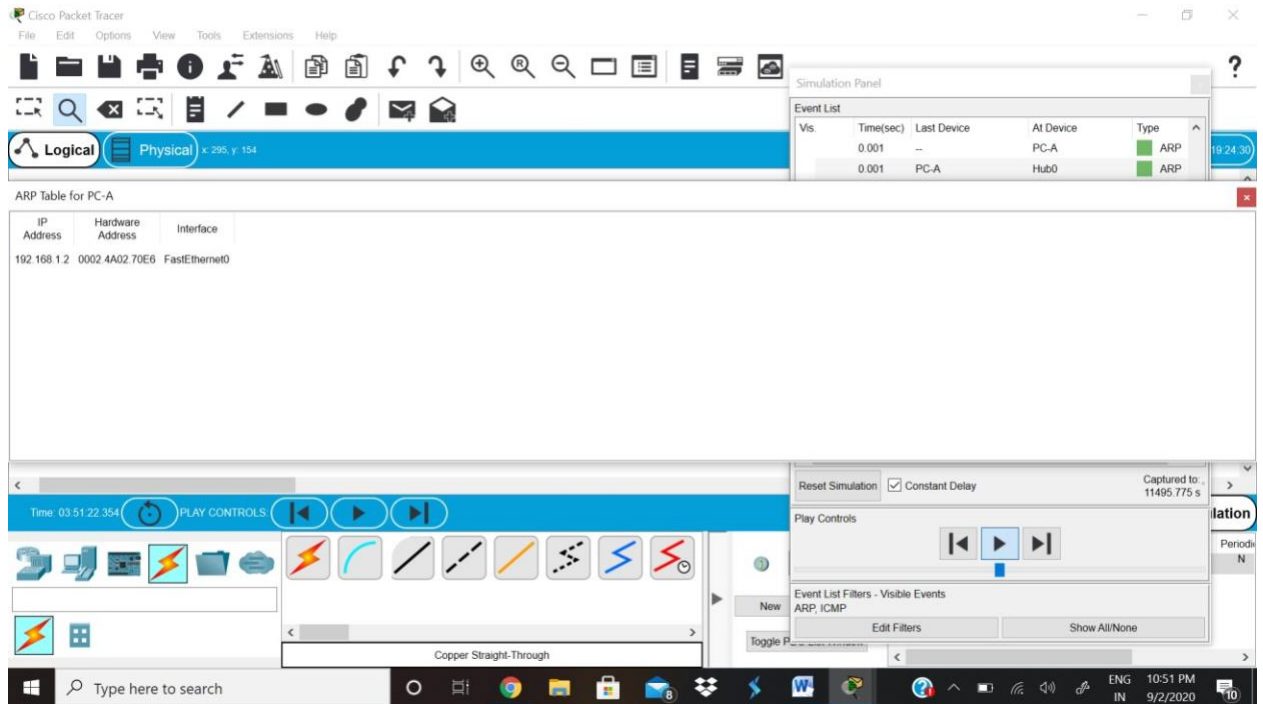 Cisco Packet Tracer
File Edit Options View Tools Extensions Help
Simulation Panel
Event List
Vis. Time(sec) Last Device At Device Type
0.001 -- PC-A ARP
0.001 PC-A Hub0 ARP
Logical Physical x: 295, y: 154
19:24:30
ARP Table for PC-A
IP Address Hardware Address Interface
192.168.1.2 0002.4A02.70E6 FastEthernet0
Reset Simulation Constant Delay Captured to:
11495.775 s
Time: 03:51:22.354 PLAY CONTROLS:
Play Controls
New
Event List Filters - Visible Events
ARP, ICMP
Edit Filters Show All/None
N
Copper Straight-Through
Type here to search
8
ENG 10:51 PM
IN 9/2/2020
10